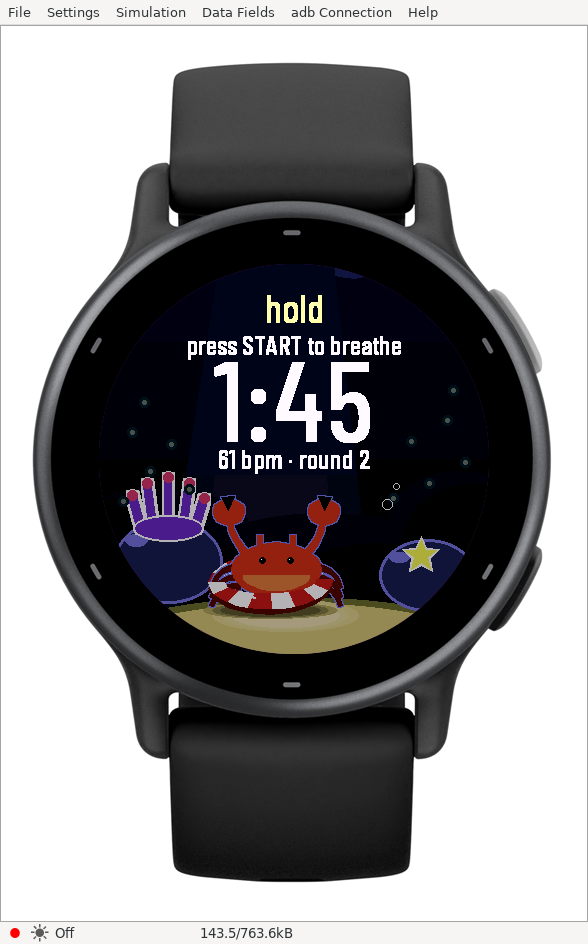 File Settings Simulation Data Fields adb Connection Help
hold
press START to breathe
1:45
61 bpm · round 2
Off 143.5/763.6kB